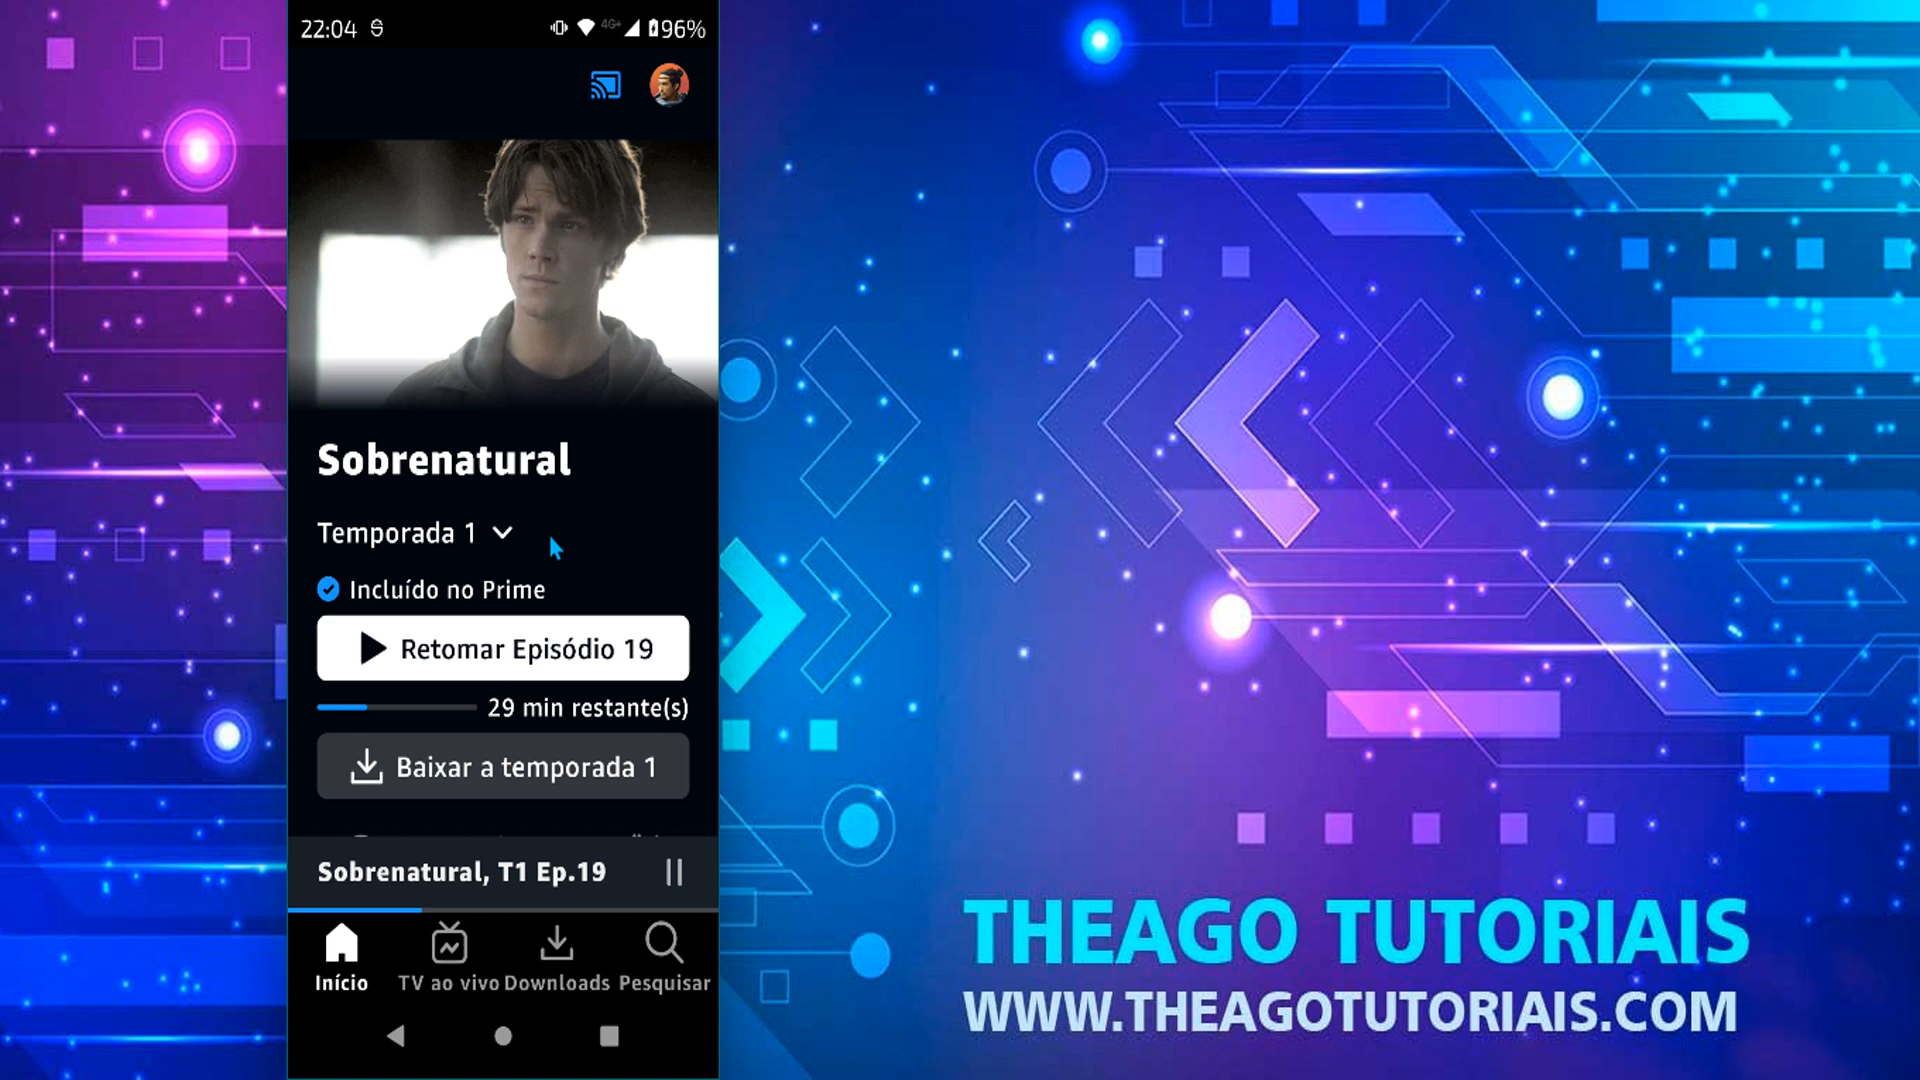 22:04
4G+
96%
Sobrenatural
Temporada 1
Incluído no Prime
Retomar Episódio 19
29 min restante(s)
Baixar a temporada 1
Sobrenatural, T1 Ep.19
Início
TV ao vivo
Downloads
Pesquisar
THEAGO TUTORIAIS
WWW.THEAGOTUTORIAIS.COM